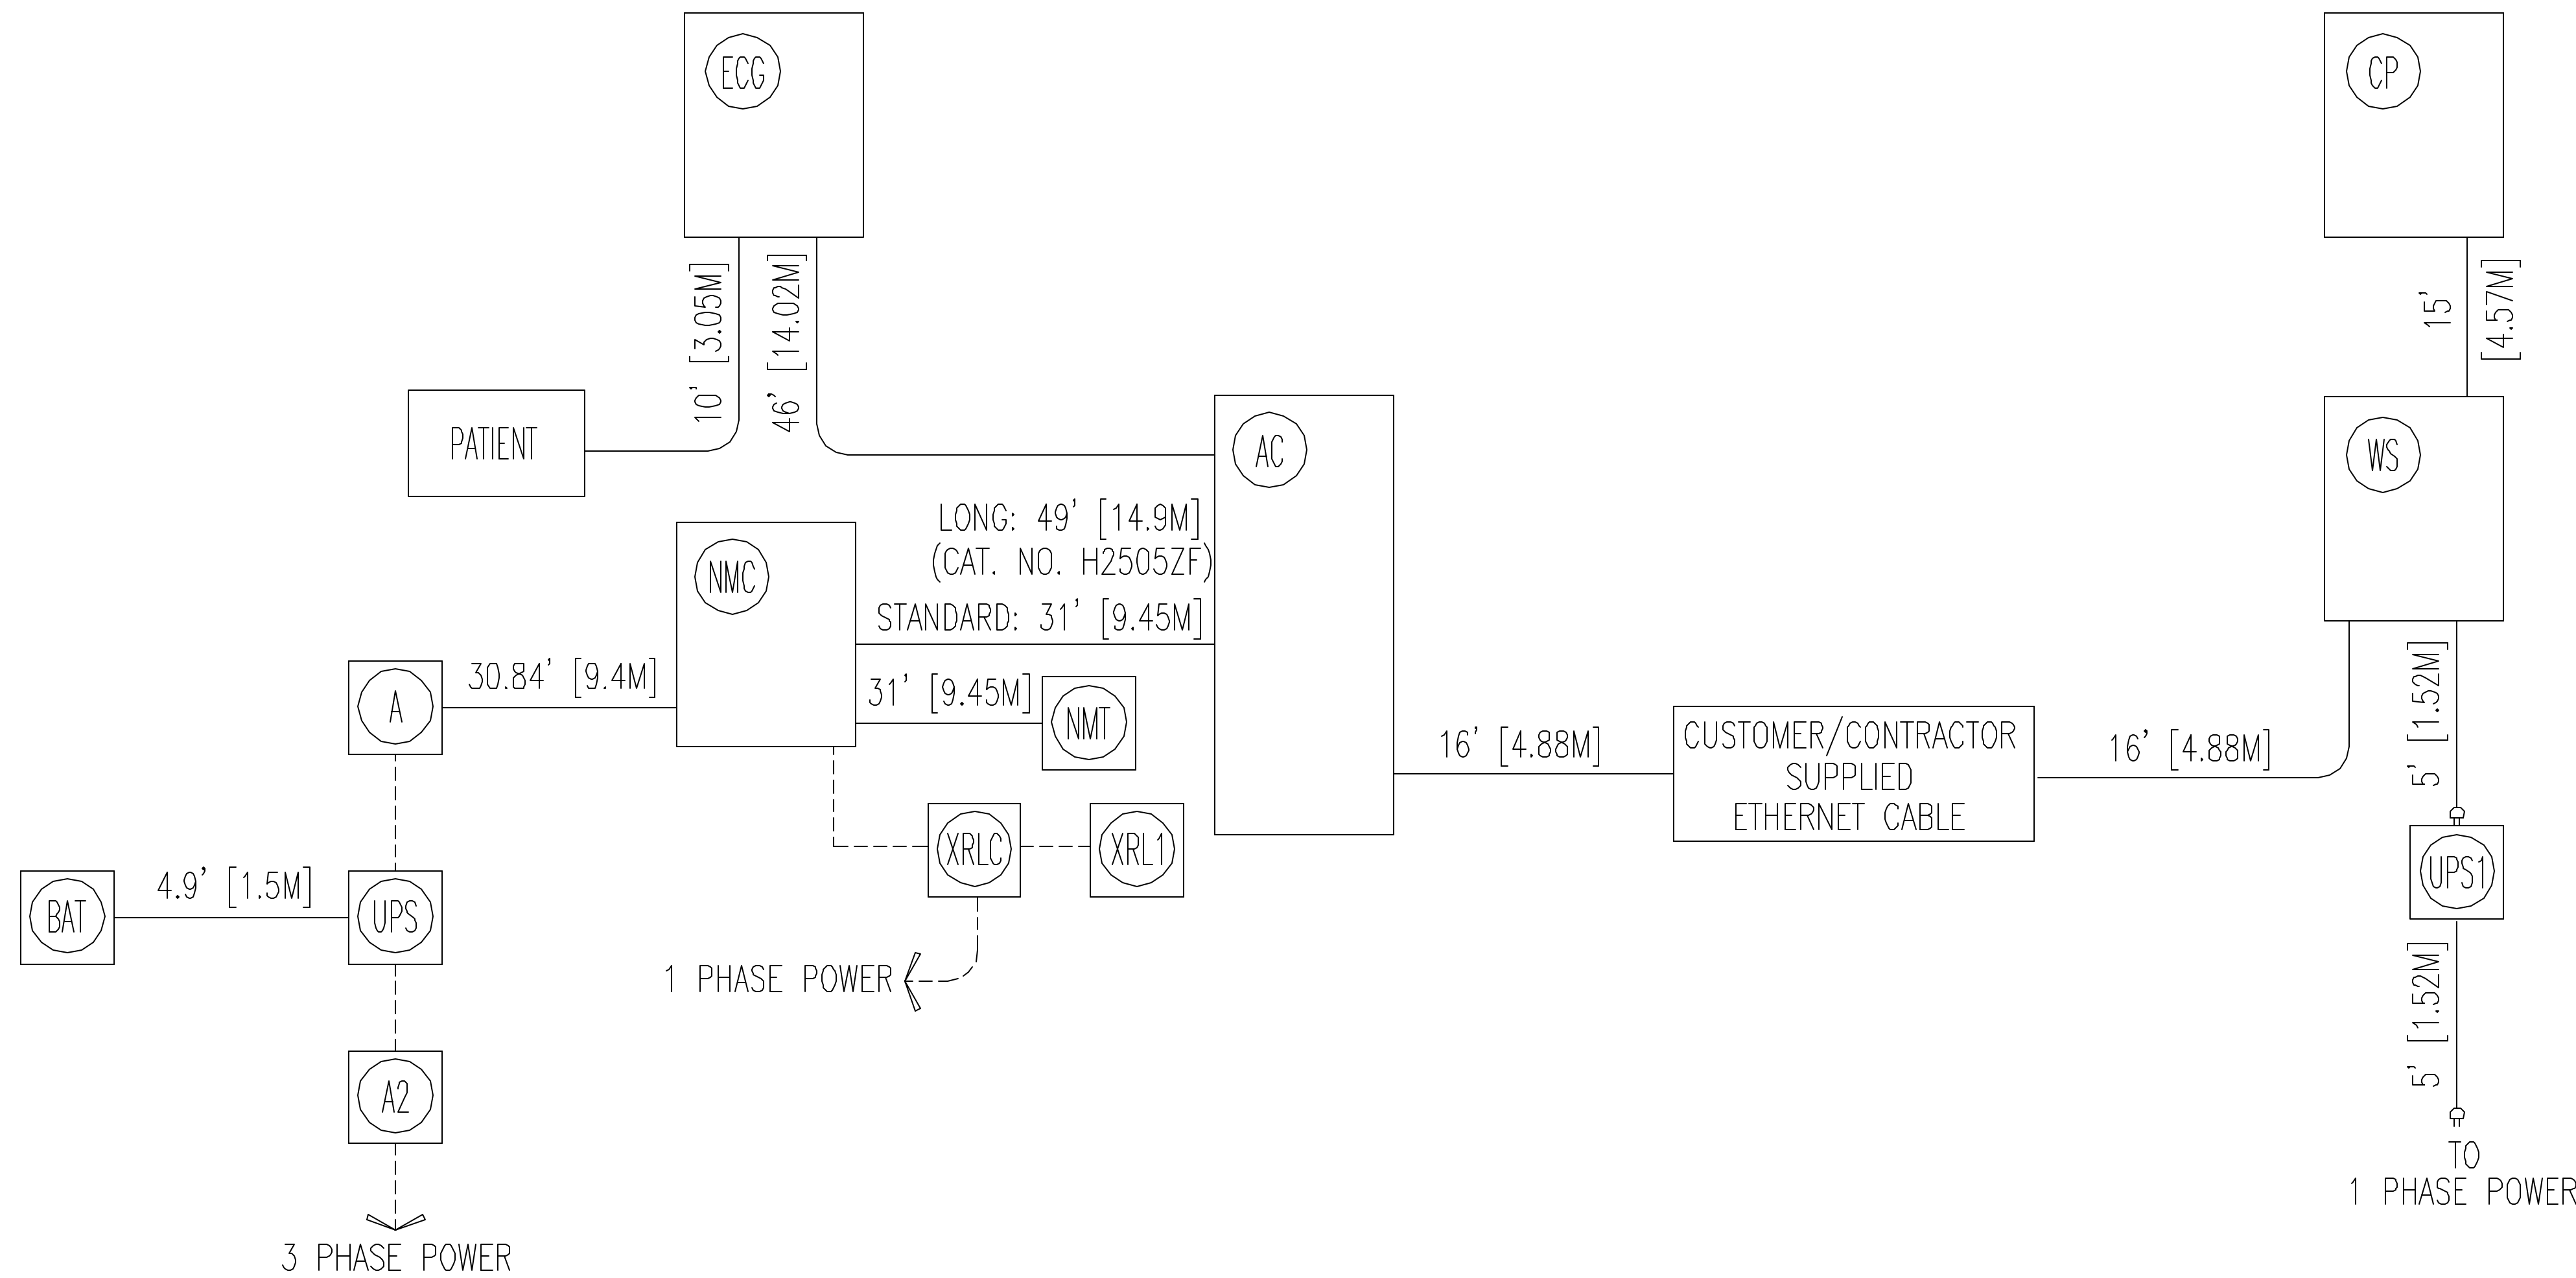 ECG
CP
10' [3.05M]
46' [14.02M]
15'
[4.57M]
PATIENT
AC
WS
LONG: 49' [14.9M]
(CAT. NO. H2505ZF)
STANDARD: 31' [9.45M]
NMC
A
30.84' [9.4M]
31' [9.45M]
NMT
16' [4.88M]
CUSTOMER/CONTRACTOR
SUPPLIED
ETHERNET CABLE
16' [4.88M]
5' [1.52M]
XRLC
XRL1
UPS1
BAT
4.9' [1.5M]
UPS
1 PHASE POWER
5' [1.52M]
A2
TO
1 PHASE POWER
3 PHASE POWER